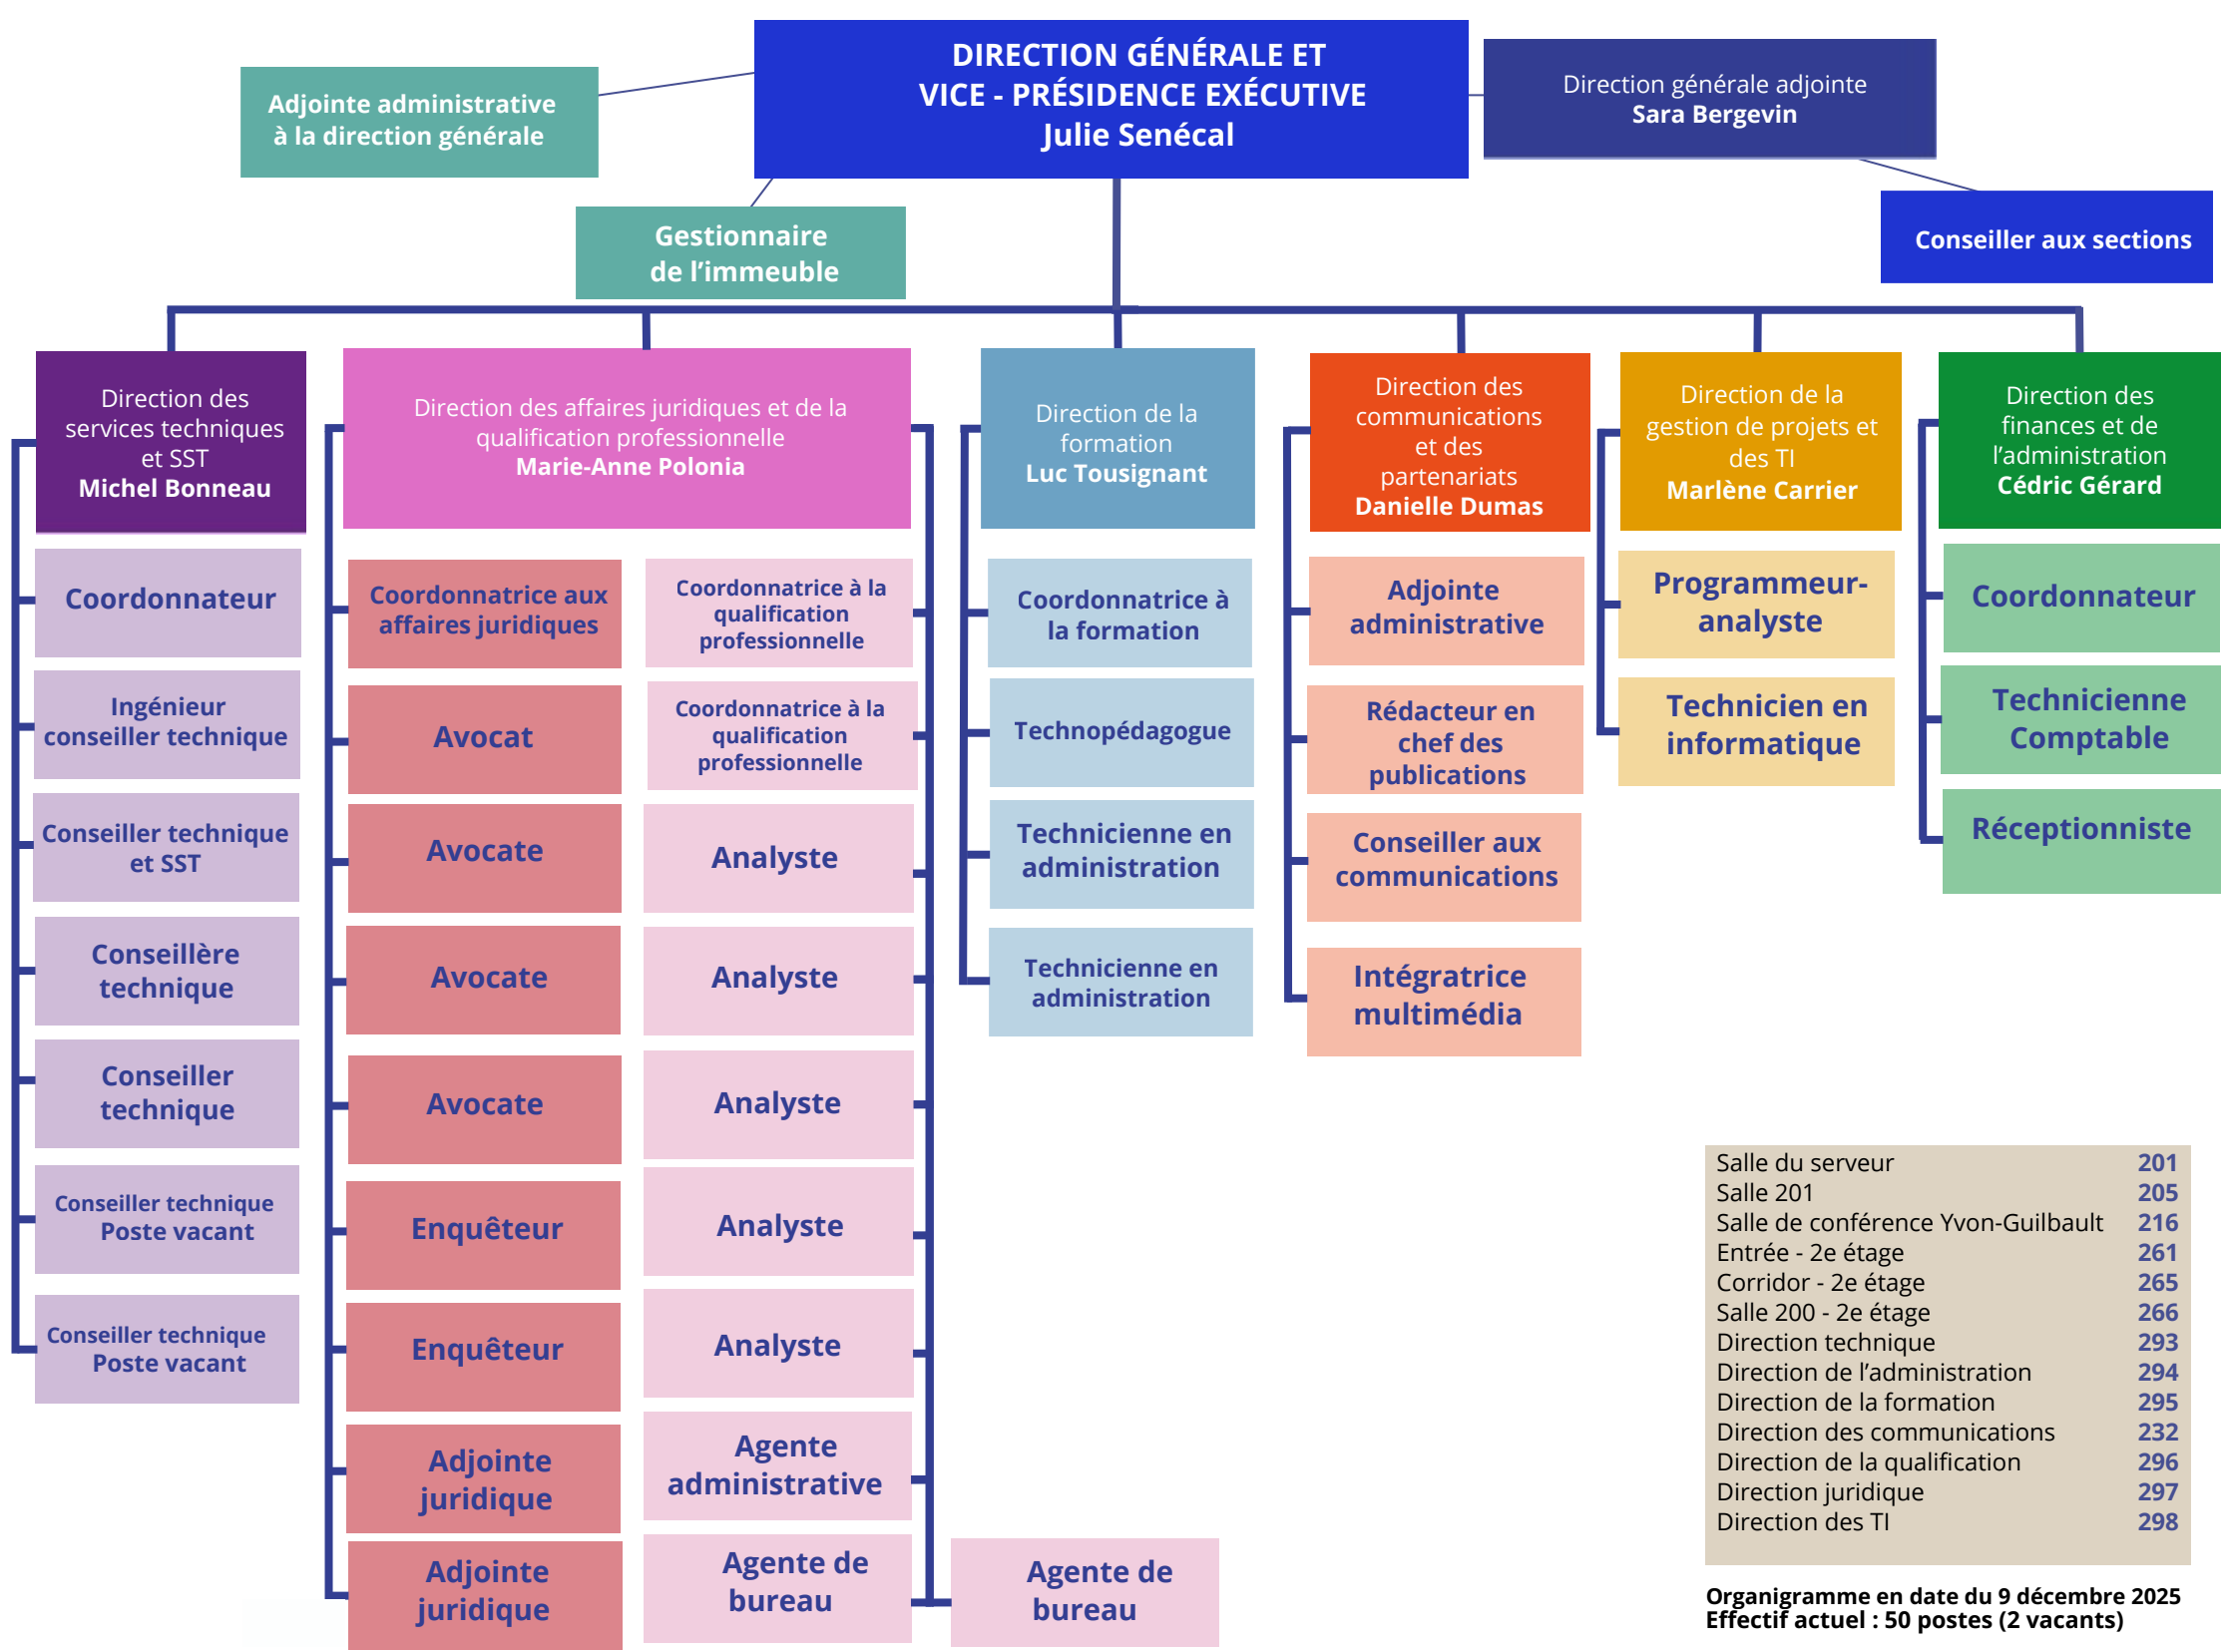 DIRECTION GÉNÉRALE ET
VICE - PRÉSIDENCE EXÉCUTIVE
Julie Senécal
Adjointe administrative
à la direction générale
Direction générale adjointe
Sara Bergevin
Gestionnaire
de l’immeuble
Conseiller aux sections
Direction des
services techniques
et SST
Michel Bonneau
Coordonnateur
Ingénieur
conseiller technique
Conseiller technique
et SST
Conseillère
technique
Conseiller
technique
Conseiller technique
Poste vacant
Conseiller technique
Poste vacant
Direction des affaires juridiques et de la
qualification professionnelle
Marie-Anne Polonia
Coordonnatrice aux
affaires juridiques
Avocat
Avocate
Avocate
Avocate
Enquêteur
Enquêteur
Adjointe
juridique
Adjointe
juridique
Coordonnatrice à la
qualification
professionnelle
Coordonnatrice à la
qualification
professionnelle
Analyste
Analyste
Analyste
Analyste
Analyste
Agente
administrative
Agente de
bureau
Agente de
bureau
Direction de la
formation
Luc Tousignant
Coordonnatrice à
la formation
Technopédagogue
Technicienne en
administration
Technicienne en
administration
Direction des
communications
et des
partenariats
Danielle Dumas
Adjointe
administrative
Rédacteur en
chef des
publications
Conseiller aux
communications
Intégratrice
multimédia
Direction de la
gestion de projets et
des TI
Marlène Carrier
Programmeur-
analyste
Technicien en
informatique
Direction des
finances et de
l’administration
Cédric Gérard
Coordonnateur
Technicienne
Comptable
Réceptionniste
Salle du serveur 201
Salle 201 205
Salle de conférence Yvon-Guilbault 216
Entrée - 2e étage 261
Corridor - 2e étage 265
Salle 200 - 2e étage 266
Direction technique 293
Direction de l’administration 294
Direction de la formation 295
Direction des communications 232
Direction de la qualification 296
Direction juridique 297
Direction des TI 298
Organigramme en date du 9 décembre 2025
Effectif actuel : 50 postes (2 vacants)